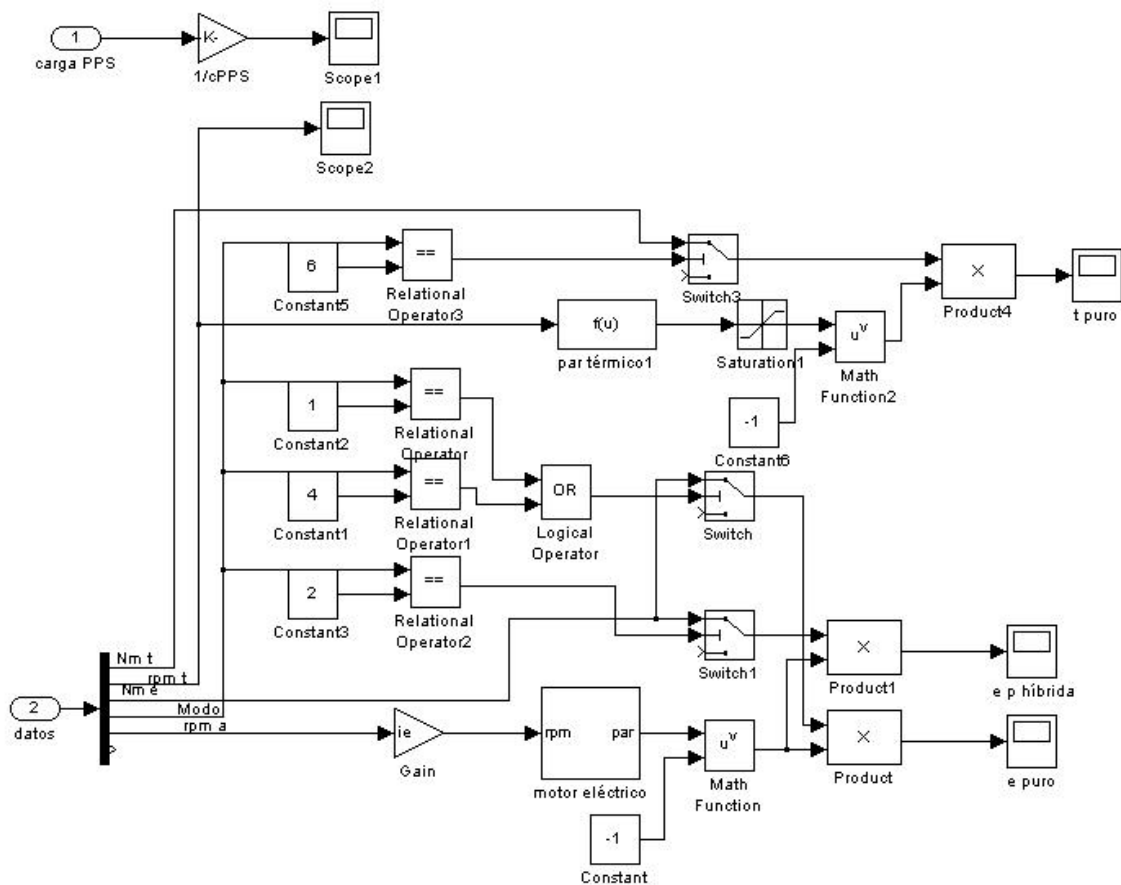 1
carga PPS
K-
1/cPPS
Scope1
Scope2
6
Constant5
==
Relational
Operator3
Switch3
×
Product4
t puro
f(u)
par térmico1
Saturation1
u^v
Math
Function2
-1
Constant6
1
Constant2
==
Relational
Operator
4
Constant1
==
Relational
Operator1
OR
Logical
Operator
Switch
2
Constant3
==
Relational
Operator2
Switch1
×
Product1
e p híbrida
×
Product
e puro
2
datos
Nm t
rpm t
Nm e
Modo
rpm a
ie
Gain
rpm par
motor eléctrico
u^v
Math
Function
-1
Constant